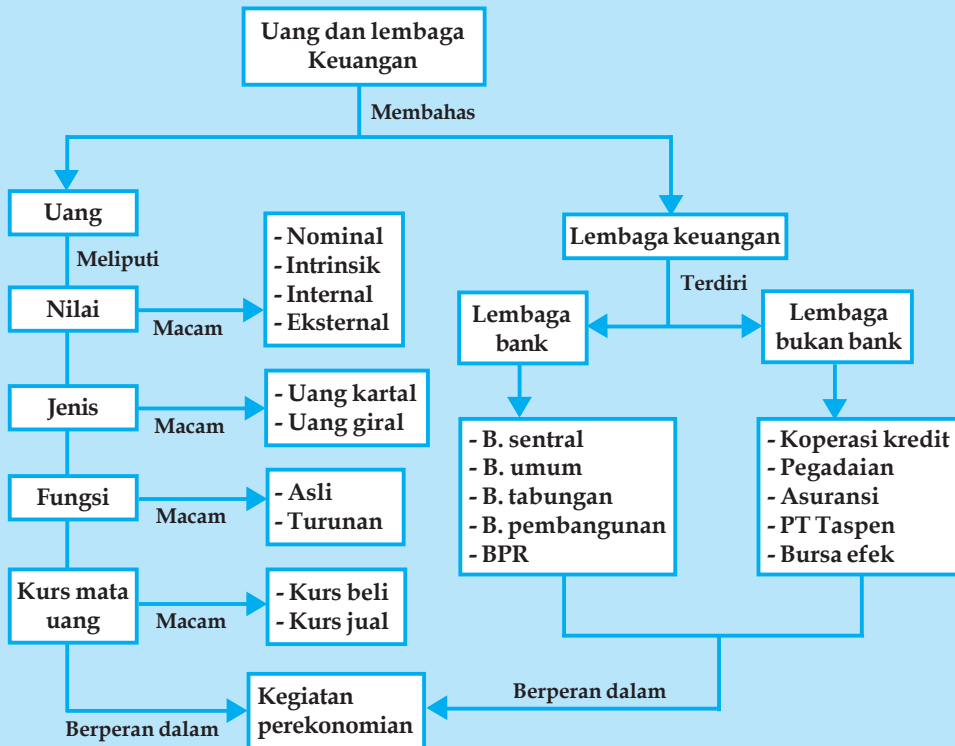 Uang dan lembaga
Keuangan
Membahas
Uang
Meliputi
Nilai
Macam
- Nominal
- Intrinsik
- Internal
- Eksternal
Jenis
Macam
- Uang kartal
- Uang giral
Fungsi
Macam
- Asli
- Turunan
Kurs mata
uang
Macam
- Kurs beli
- Kurs jual
Berperan dalam
Lembaga keuangan
Terdiri
Lembaga
bank
- B. sentral
- B. umum
- B. tabungan
- B. pembangunan
- BPR
Lembaga
bukan bank
- Koperasi kredit
- Pegadaian
- Asuransi
- PT Taspen
- Bursa efek
Berperan dalam
Kegiatan
perekonomian